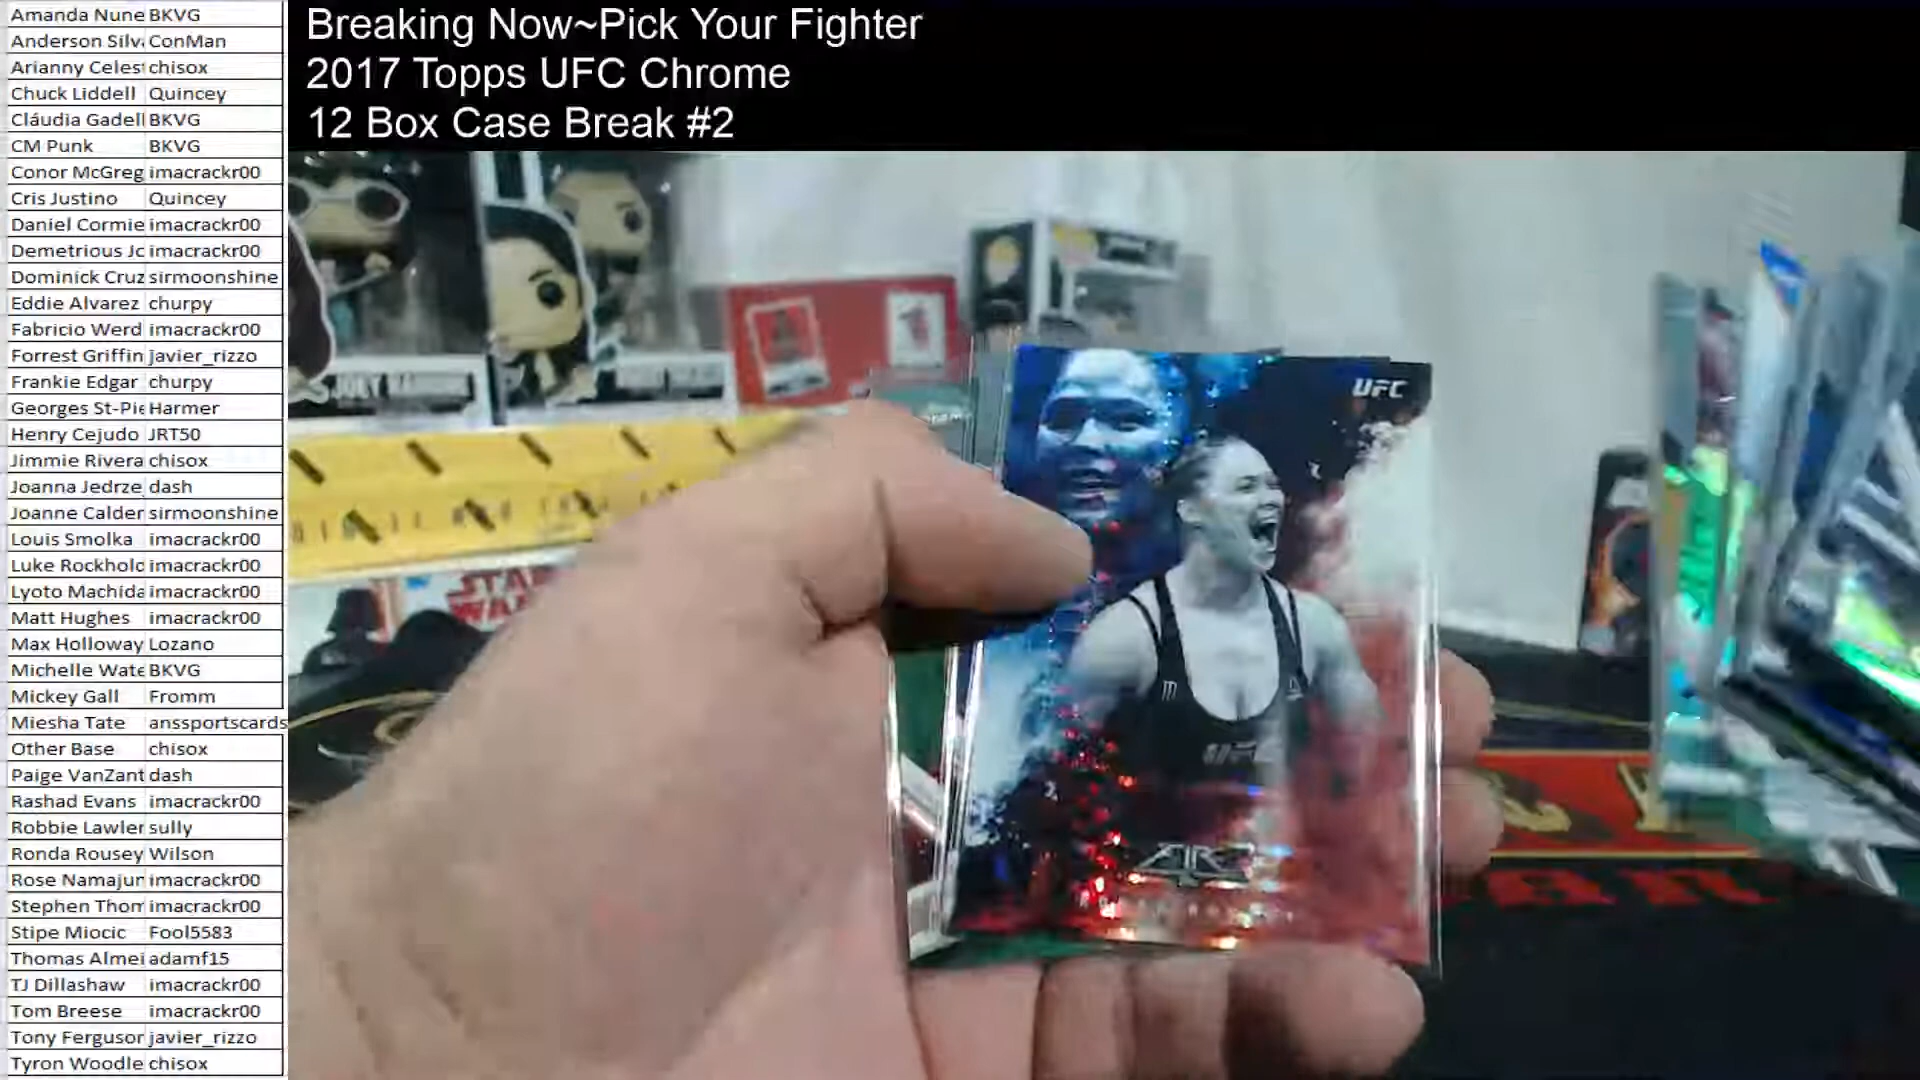 Breaking Now~Pick Your Fighter
2017 Topps UFC Chrome
12 Box Case Break #2
Amanda Nune BKVG
Anderson Silv ConMan
Arianny Celest chisox
Chuck Liddell Quincey
Cláudia Gadell BKVG
CM Punk BKVG
Conor McGreg imacrackr00
Cris Justino Quincey
Daniel Cormie imacrackr00
Demetrious Jo imacrackr00
Dominick Cruz sirmoonshine
Eddie Alvarez churpy
Fabricio Werd imacrackr00
Forrest Griffin javier_rizzo
Frankie Edgar churpy
Georges St-Pie Harmer
Henry Cejudo JRT50
Jimmie Rivera chisox
Joanna Jedrze dash
Joanne Calder sirmoonshine
Louis Smolka imacrackr00
Luke Rockhold imacrackr00
Lyoto Machida imacrackr00
Matt Hughes imacrackr00
Max Holloway Lozano
Michelle Wate BKVG
Mickey Gall Fromm
Miesha Tate anssportscards
Other Base chisox
Paige VanZant dash
Rashad Evans imacrackr00
Robbie Lawler sully
Ronda Rousey Wilson
Rose Namajun imacrackr00
Stephen Thom imacrackr00
Stipe Miocic Fool5583
Thomas Almei adamf15
TJ Dillashaw imacrackr00
Tom Breese imacrackr00
Tony Ferguson javier_rizzo
Tyron Woodle chisox
UFC
UFC
STAR
WARS